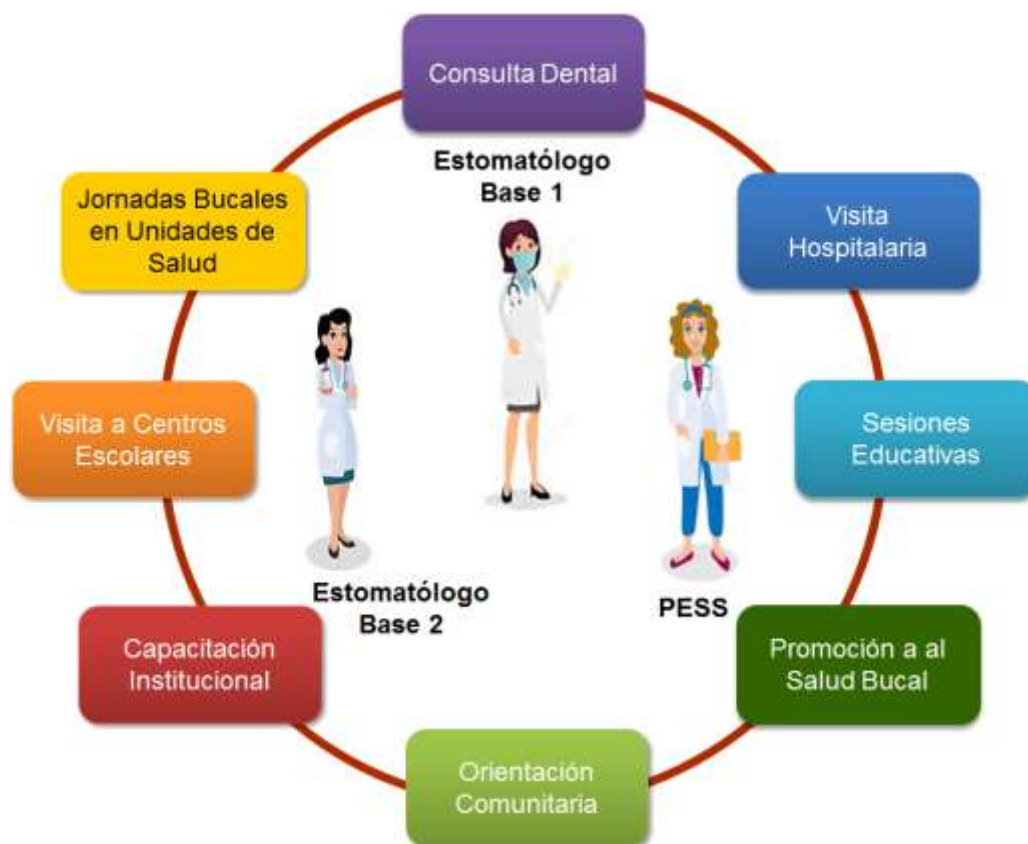 Consulta Dental
Estomatólogo
Base 1
Jornadas Bucales
en Unidades de
Salud
Visita
Hospitalaria
Visita a Centros
Escolares
Sesiones
Educativas
Estomatólogo
Base 2
PESS
Capacitación
Institucional
Promoción a al
Salud Bucal
Orientación
Comunitaria